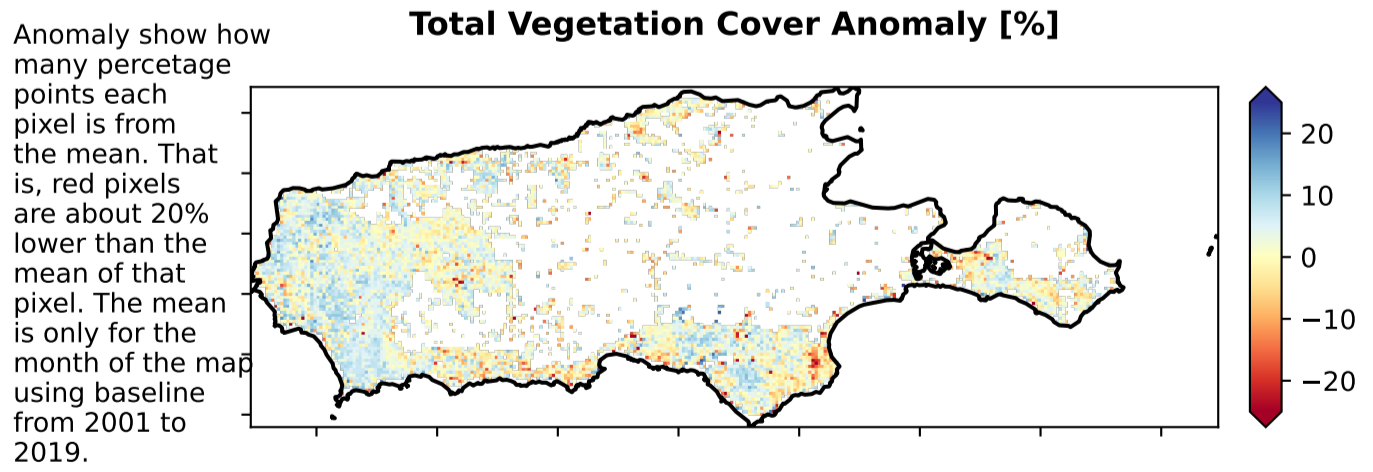 Total Vegetation Cover Anomaly [%]
Anomaly show how
many percetage
points each
pixel is from
the mean. That
is, red pixels
are about 20%
lower than the
mean of that
pixel. The mean
is only for the
month of the map
using baseline
from 2001 to
2019.
20
10
0
−10
−20